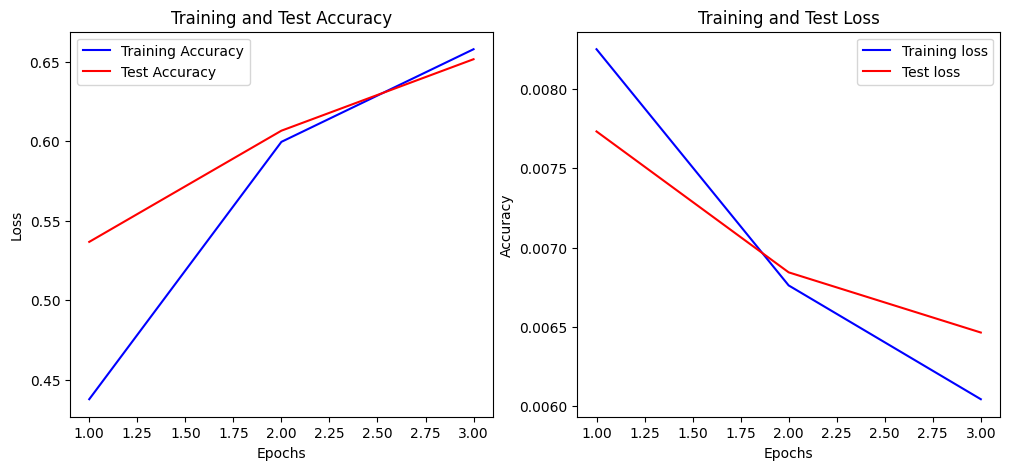 Training and Test Accuracy
Training Accuracy
Test Accuracy
0.65
0.60
0.55
0.50
0.45
Loss
1.00 1.25 1.50 1.75 2.00 2.25 2.50 2.75 3.00
Epochs
Training and Test Loss
Training loss
Test loss
0.0080
0.0075
0.0070
0.0065
0.0060
Accuracy
1.00 1.25 1.50 1.75 2.00 2.25 2.50 2.75 3.00
Epochs